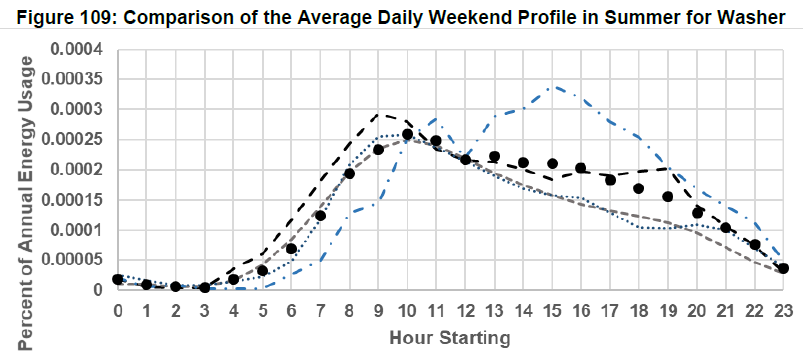 Figure 109: Comparison of the Average Daily Weekend Profile in Summer for Washer
Percent of Annual Energy Usage
0.0004
0.00035
0.0003
0.00025
0.0002
0.00015
0.0001
0.00005
0
0 1 2 3 4 5 6 7 8 9 10 11 12 13 14 15 16 17 18 19 20 21 22 23
Hour Starting